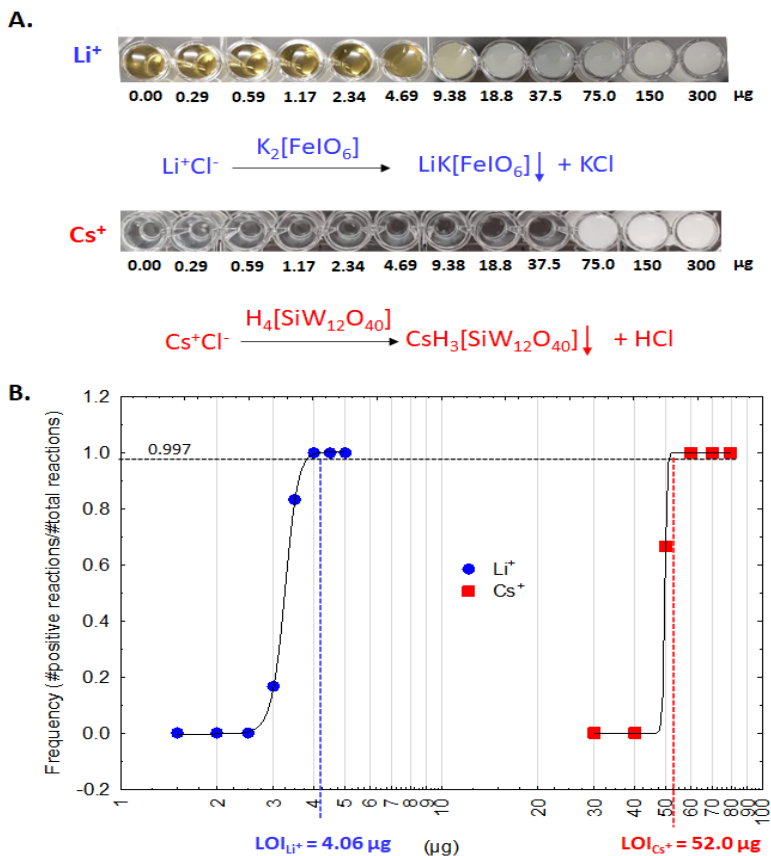 A.
Li⁺
0.00 0.29 0.59 1.17 2.34 4.69 9.38 18.8 37.5 75.0 150 300 µg
Li⁺Cl⁻ K₂[FeIO₆] LiK[FeIO₆] + KCl
Cs⁺
0.00 0.29 0.59 1.17 2.34 4.69 9.38 18.8 37.5 75.0 150 300 µg
Cs⁺Cl⁻ H₄[SiW₁₂O₄₀] CsH₃[SiW₁₂O₄₀] + HCl
B.
Frequency (#positive reactions/#total reactions)
1.2
1.0
0.8
0.6
0.4
0.2
0.0
-0.2
0.997
Li⁺
Cs⁺
1 2 3 4 5 6 7 8 9 10 20 30 40 50 60 70 80 90 100
LOI_Li⁺ = 4.06 µg (µg) LOI_Cs⁺ = 52.0 µg